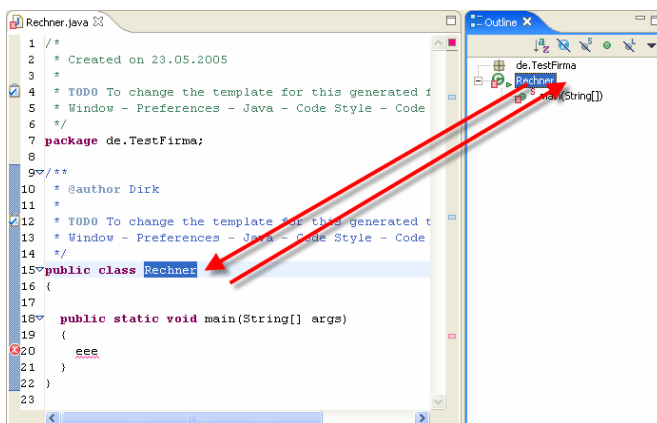 Rechner.java
1 /*
2 * Created on 23.05.2005
3 *
4 * TODO To change the template for this generated f
5 * Window - Preferences - Java - Code Style - Code
6 */
7 package de.TestFirma;
8
9 /**
10 * @author Dirk
11 *
12 * TODO To change the template for this generated t
13 * Window - Preferences - Java - Code Style - Code
14 */
15 public class Rechner
16 {
17
18 public static void main(String[] args)
19 {
20 eee
21 }
22 }
23
Outline
de.TestFirma
Rechner
main(String[])